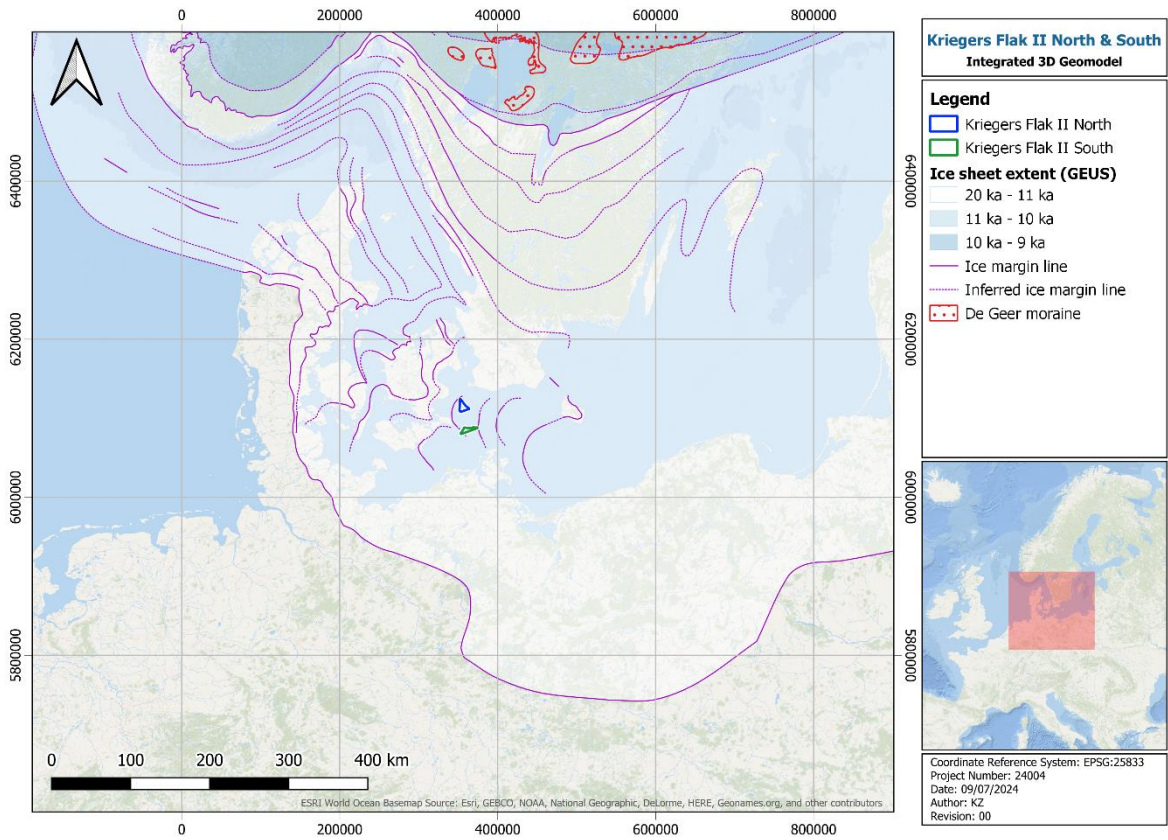 0 200000 400000 600000 800000
6400000 6400000
6200000 6200000
6000000 6000000
5800000 5800000
0 100 200 300 400 km
ESRI World Ocean Basemap Source: Esri, GEBCO, NOAA, National Geographic, DeLorme, HERE, Geonames.org, and other contributors
0 200000 400000 600000 800000
Kriegers Flak II North & South
Integrated 3D Geomodel
Legend
Kriegers Flak II North
Kriegers Flak II South
Ice sheet extent (GEUS)
20 ka - 11 ka
11 ka - 10 ka
10 ka - 9 ka
Ice margin line
Inferred ice margin line
De Geer moraine
Coordinate Reference System: EPSG:25833
Project Number: 24004
Date: 09/07/2024
Author: KZ
Revision: 00